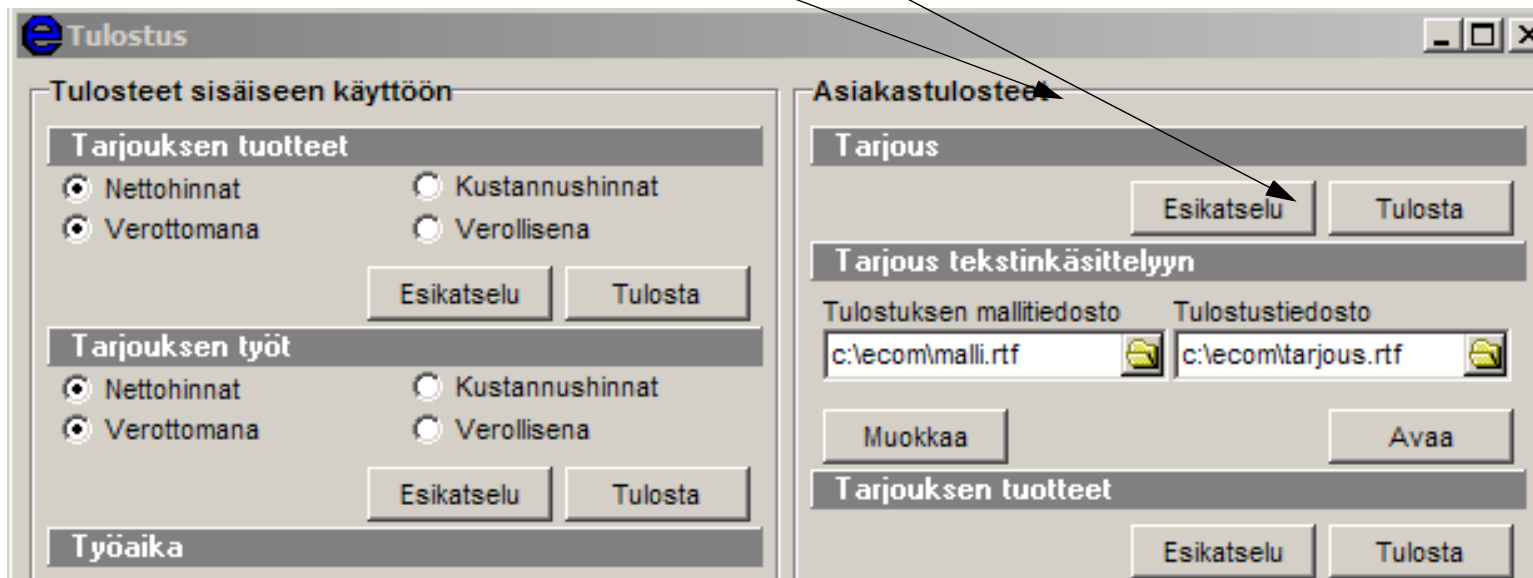 Tulostus
Tulosteet sisäiseen käyttöön
Tarjouksen tuotteet
Nettohinnat Kustannushinnat
Verottomana Verollisena
Esikatselu Tulosta
Tarjouksen työt
Nettohinnat Kustannushinnat
Verottomana Verollisena
Esikatselu Tulosta
Työaika
Asiakastulosteet
Tarjous
Esikatselu Tulosta
Tarjous tekstinkäsittelyyn
Tulostuksen mallitiedosto Tulostustiedosto
c:\ecom\malli.rtf c:\ecom\tarjous.rtf
Muokkaa Avaa
Tarjouksen tuotteet
Esikatselu Tulosta